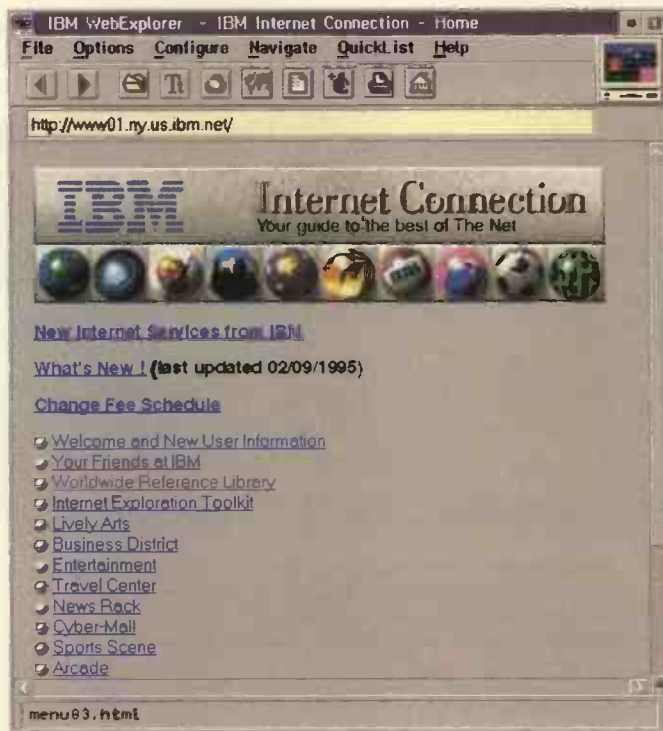 IBM WebExplorer - IBM Internet Connection - Home
File Options Configure Navigate QuickList Help
http://www01.ny.us.ibm.net/
IBM Internet Connection
Your guide to the best of The Net
New Internet Services from IBM
What's New ! (last updated 02/09/1995)
Change Fee Schedule
Welcome and New User Information
Your Friends at IBM
Worldwide Reference Library
Internet Exploration Toolkit
Lively Arts
Business District
Entertainment
Travel Center
News Rack
Cyber-Mall
Sports Scene
Arcade
menu03.html